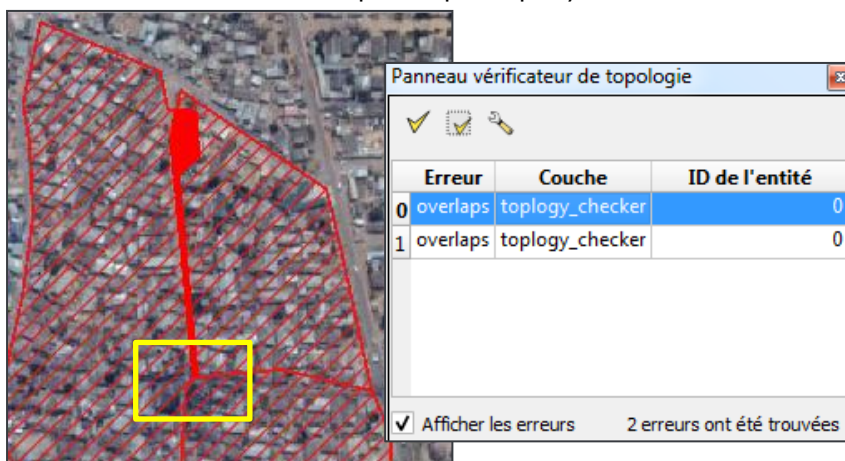 Panneau vérificateur de topologie
Erreur Couche ID de l'entité
0 overlaps toplogy_checker 0
1 overlaps toplogy_checker 0
Afficher les erreurs 2 erreurs ont été trouvées